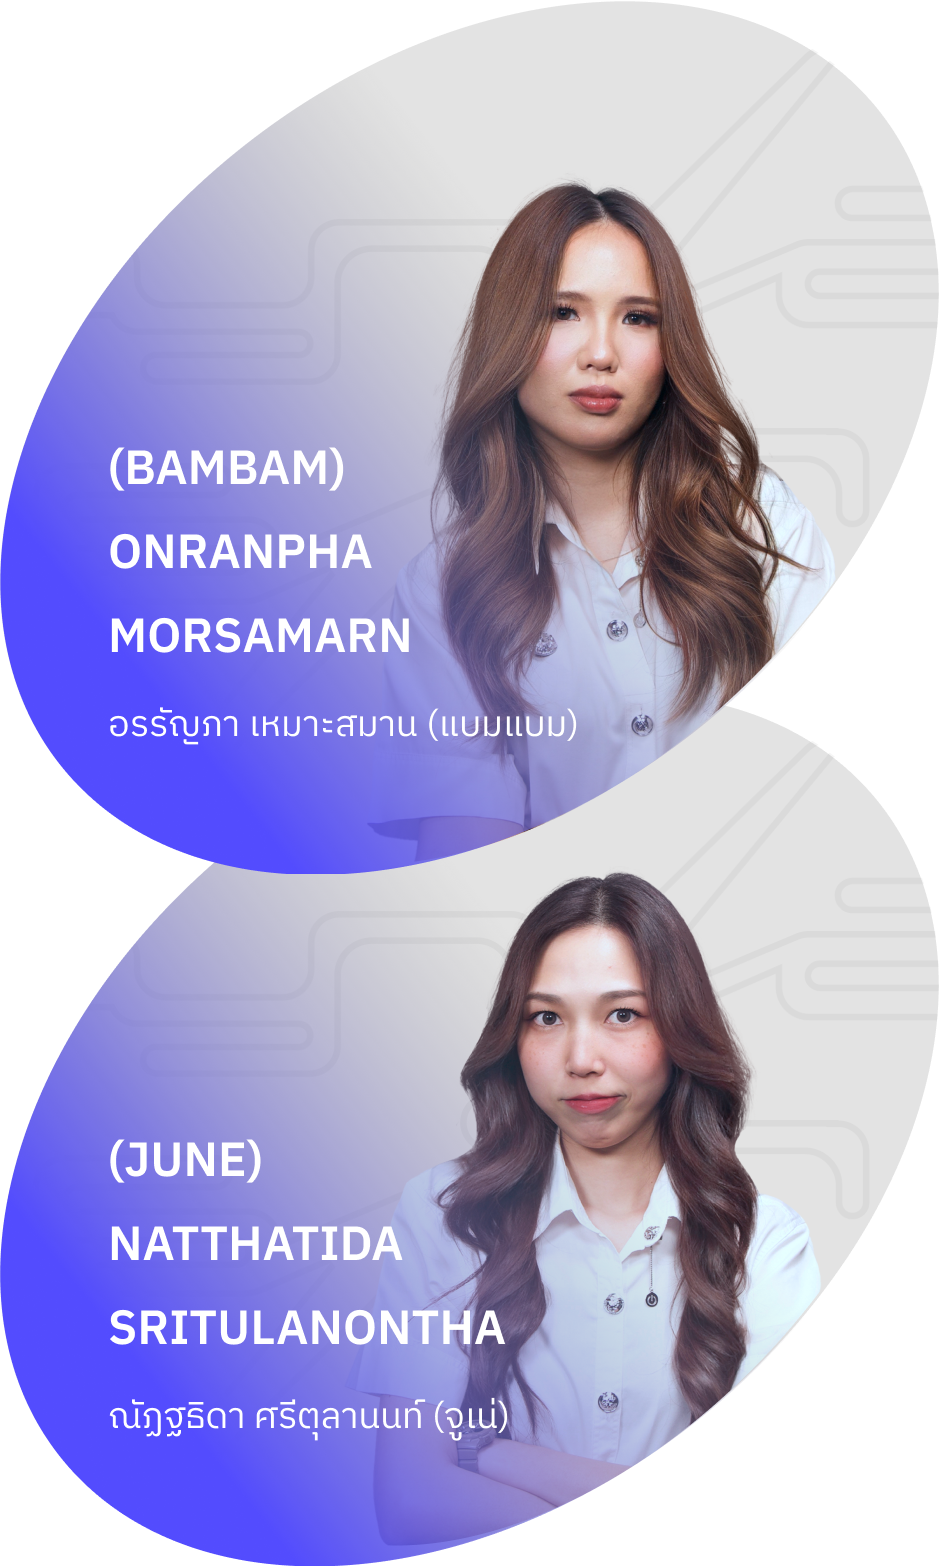 (BAMBAM)
ONRANPHA
MORSAMARN
อรรัญภา เหมาะสมาน (แบมแบม)
(JUNE)
NATTHATIDA
SRITULANONTHA
ณัฏฐธิดา ศรีตุลานนท์ (จูเน่)